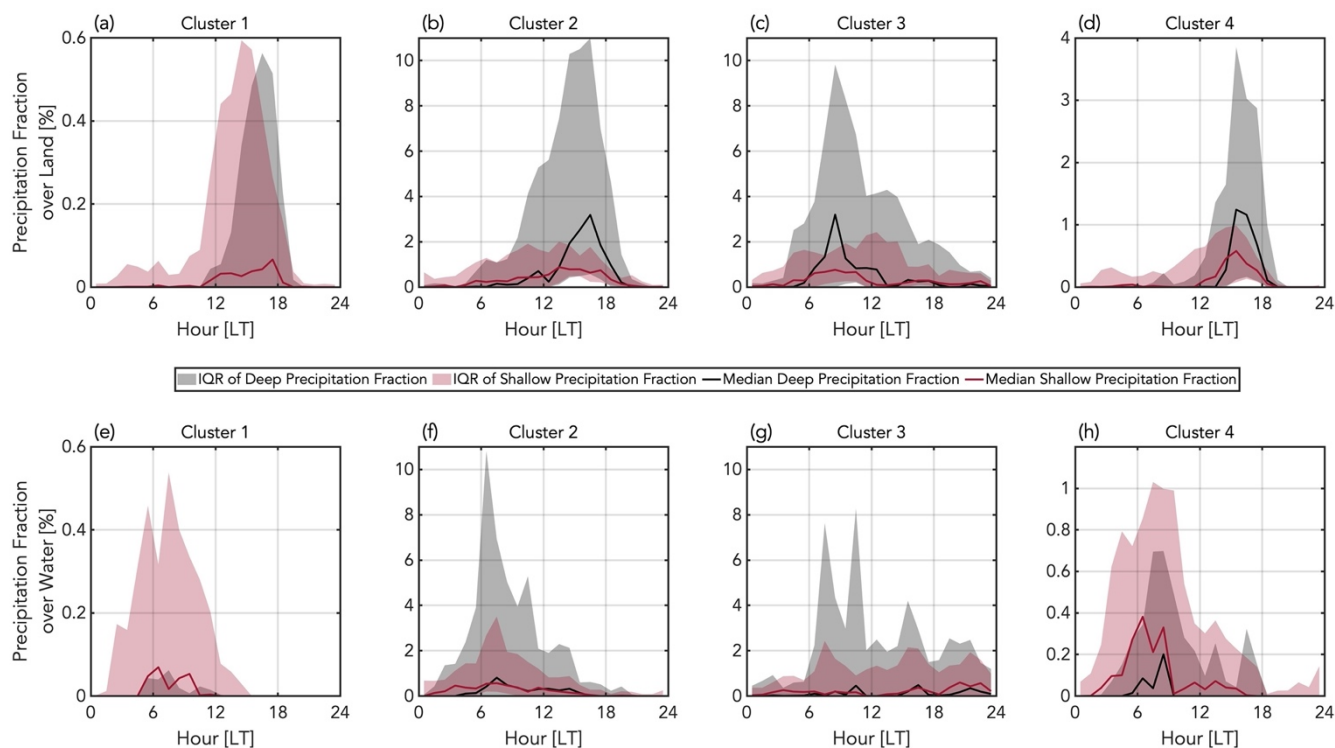 (a) Cluster 1
(b) Cluster 2
(c) Cluster 3
(d) Cluster 4
Precipitation Fraction
over Land [%]
0.6
0.4
0.2
0
0 6 12 18 24
Hour [LT]
10
8
6
4
2
0
0 6 12 18 24
Hour [LT]
10
8
6
4
2
0
0 6 12 18 24
Hour [LT]
4
3
2
1
0
0 6 12 18 24
Hour [LT]
IQR of Deep Precipitation Fraction IQR of Shallow Precipitation Fraction Median Deep Precipitation Fraction Median Shallow Precipitation Fraction
(e) Cluster 1
(f) Cluster 2
(g) Cluster 3
(h) Cluster 4
Precipitation Fraction
over Water [%]
0.6
0.4
0.2
0
0 6 12 18 24
Hour [LT]
10
8
6
4
2
0
0 6 12 18 24
Hour [LT]
10
8
6
4
2
0
0 6 12 18 24
Hour [LT]
1
0.8
0.6
0.4
0.2
0
0 6 12 18 24
Hour [LT]